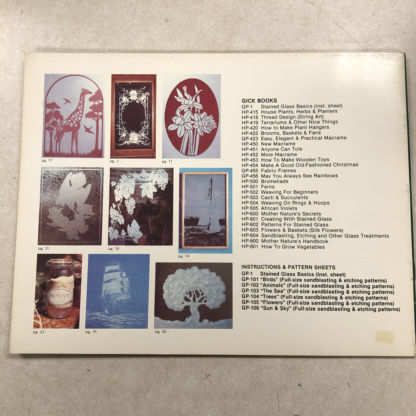 pg. 11
pg. 3
pg. 11
pg. 31
pg. 18
pg. 14
pg. 23
pg. 25
pg. 20
GICK BOOKS
GP-1 Stained Glass Basics (Inst. sheet)
HP-415 House Plants, Herbs & Planters
HP-418 Thread Design (String Art)
HP-419 Terrariums & Other Nice Things
HP-420 How to Make Plant Hangers
HP-422 Brooms, Baskets & Fans
GP-423 Easy, Elegant & Practical Macrame
HP-450 New Macrame
HP-451 Anyone Can Tole
HP-452 More Macrame
HP-453 How To Make Wooden Toys
HP-454 Make A Good Old-Fashioned Christmas
GP-455 Fabric Frames
GP-456 May You Always See Rainbows
HP-500 Bromeliads
HP-501 Ferns
HP-502 Weaving For Beginners
HP-503 Cacti & Succulents
HP-504 Weaving On Rings & Hoops
HP-505 African Violets
HP-600 Mother Nature's Secrets
HP-601 Creating With Stained Glass
HP-602 Patterns For Stained Glass
HP-603 Flowers & Baskets (Silk Flowers)
HP-604 Sandblasting, Etching and Other Glass Treatments
HP-800 Mother Nature's Handbook
HP-801 How To Grow Vegetables
INSTRUCTIONS & PATTERN SHEETS
GP-1 Stained Glass Basics (Inst. sheet)
GP-101 "Birds" (Full-size sandblasting & etching patterns)
GP-102 "Animals" (Full-size sandblasting & etching patterns)
GP-103 "The Sea" (Full-size sandblasting & etching patterns)
GP-104 "Trees" (Full-size sandblasting & etching patterns)
GP-105 "Flowers" (Full-size sandblasting & etching patterns)
GP-106 "Sun & Sky" (Full-size sandblasting & etching patterns)